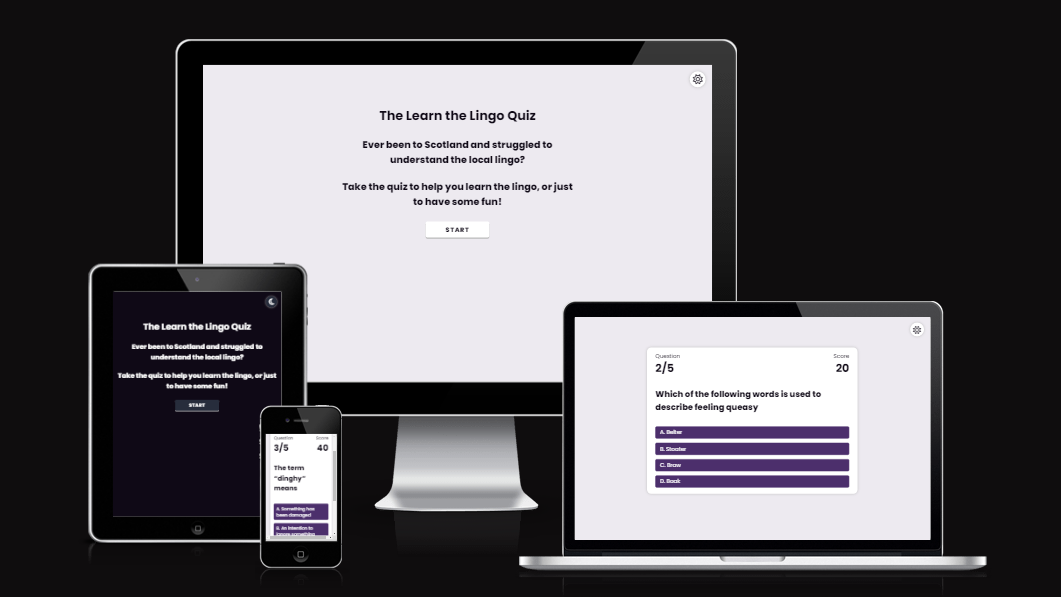 The Learn the Lingo Quiz
Ever been to Scotland and struggled to
understand the local lingo?
Take the quiz to help you learn the lingo, or just
to have some fun!
START
The Learn the Lingo Quiz
Ever been to Scotland and struggled to
understand the local lingo?
Take the quiz to help you learn the lingo, or just
to have some fun!
START
Question Score
3/5 40
The term
"dinghy"
means
A. Something has
been damaged
B. An intention to
ignore something
Question Score
2/5 20
Which of the following words is used to
describe feeling queasy
A. Belter
B. Stoater
C. Braw
D. Boak